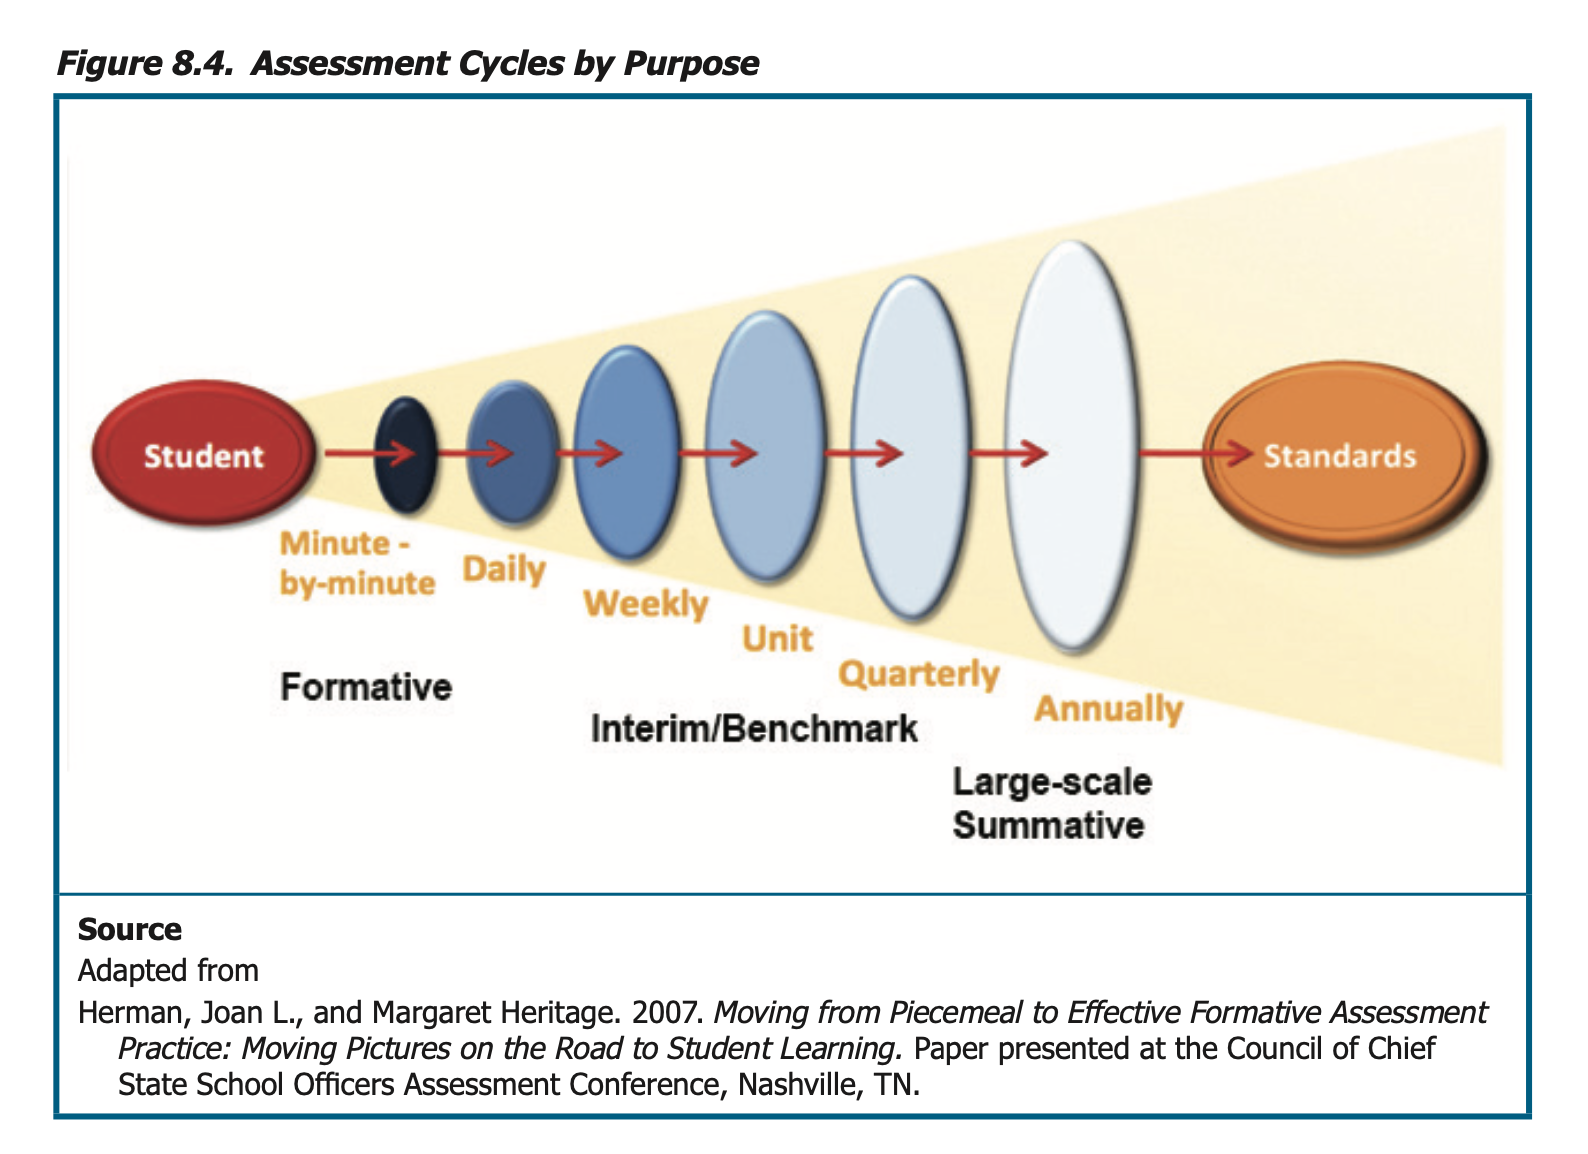 Figure 8.4.  Assessment Cycles by Purpose
Student
Standards
Minute -
by-minute
Daily
Weekly
Unit
Quarterly
Annually
Formative
Interim/Benchmark
Large-scale
Summative
Source
Adapted from
Herman, Joan L., and Margaret Heritage. 2007. Moving from Piecemeal to Effective Formative Assessment
Practice: Moving Pictures on the Road to Student Learning. Paper presented at the Council of Chief
State School Officers Assessment Conference, Nashville, TN.